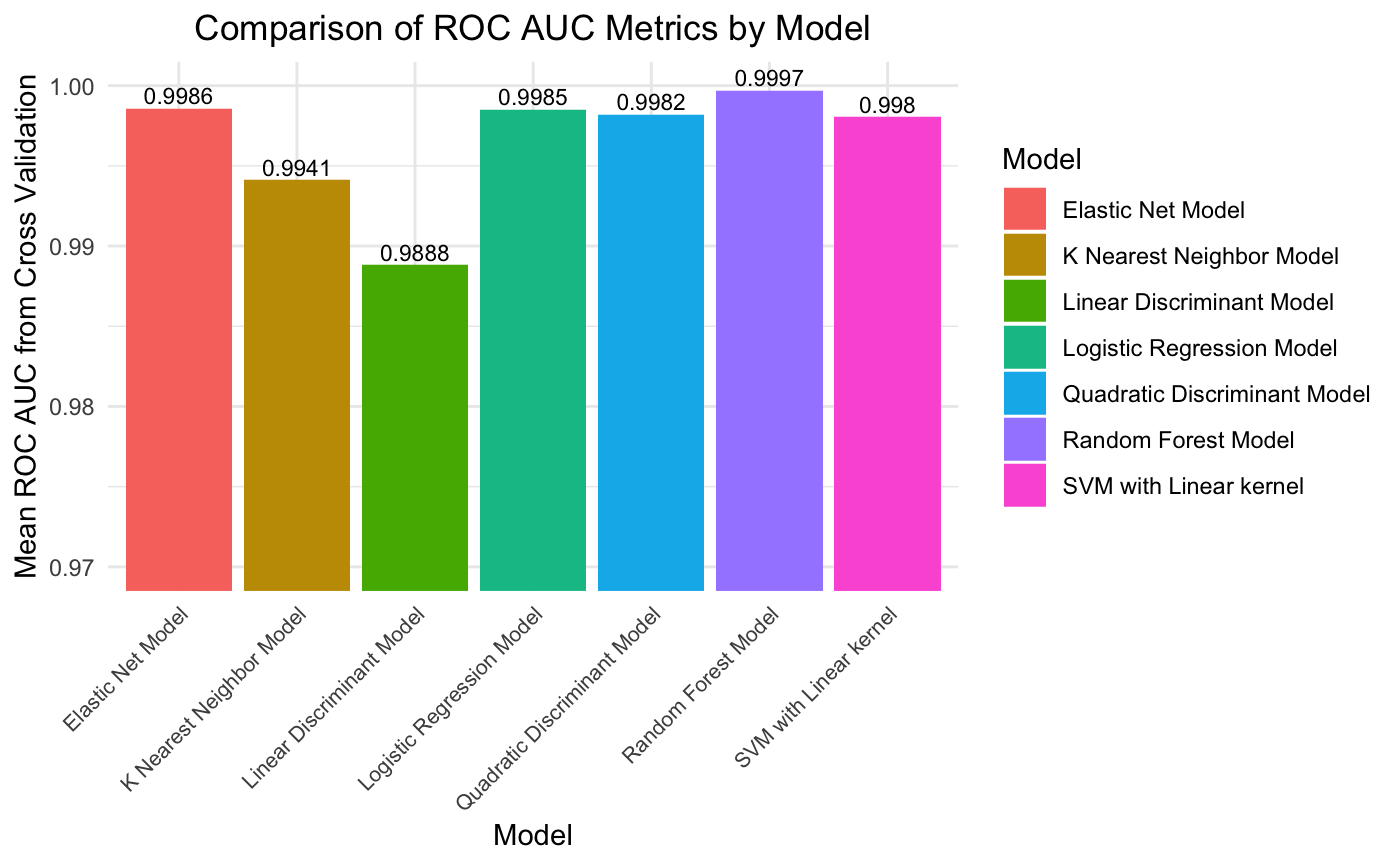 Comparison of ROC AUC Metrics by Model
Mean ROC AUC from Cross Validation
1.00
0.99
0.98
0.97
0.9986
0.9941
0.9888
0.9985
0.9982
0.9997
0.998
Elastic Net Model
K Nearest Neighbor Model
Linear Discriminant Model
Logistic Regression Model
Quadratic Discriminant Model
Random Forest Model
SVM with Linear kernel
Model
Model
Elastic Net Model
K Nearest Neighbor Model
Linear Discriminant Model
Logistic Regression Model
Quadratic Discriminant Model
Random Forest Model
SVM with Linear kernel